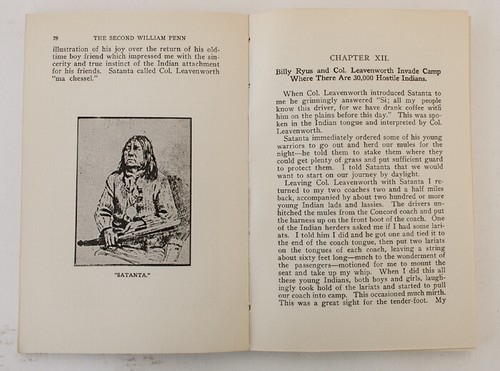 78 THE SECOND WILLIAM PENN
illustration of his joy over the return of his old-
time boy friend which impressed me with the sin-
cerity and true instinct of the Indian attachment
for his friends. Satanta called Col. Leavenworth
"ma chessel."
"SATANTA."
CHAPTER XII.
Billy Ryus and Col. Leavenworth Invade Camp
Where There Are 30,000 Hostile Indians.
When Col. Leavenworth introduced Satanta to
me he grinningly answered "Si; all my people
know this driver, for we have drank coffee with
him on the plains before this day." This was spo-
ken in the Indian tongue and interpreted by Col.
Leavenworth.
Satanta immediately ordered some of his young
warriors to go out and herd our mules for the
night—he told them to stake them where they
could get plenty of grass and put sufficient guard
to protect them. I told Satanta that we would
want to start on our journey by daylight.
Leaving Col. Leavenworth with Satanta I re-
turned to my two coaches two and a half miles
back, accompanied by about two hundred or more
young Indian lads and lassies. The drivers un-
hitched the mules from the Concord coach and put
the harness up on the front boot of the coach. One
of the Indian herders asked me if I had some lari-
ats. I told him I did and he got one and tied it to
the end of the coach tongue, then put two lariats
on the tongues of each coach, leaving a string
about sixty feet long—much to the wonderment of
the passengers—motioned for me to mount the
seat and take up my whip. When I did this all
these young Indians, both boys and girls, laugh-
ingly took hold of the lariats and started to pull
our coach into camp. This occasioned much mirth.
This was a great sight for the tender-foot. My